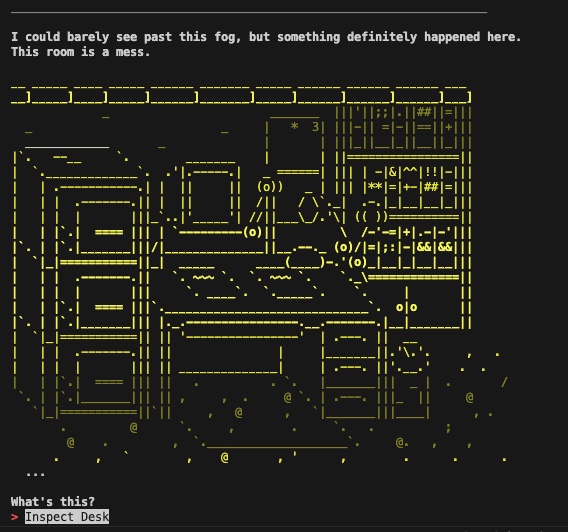 I could barely see past this fog, but something definitely happened here.
This room is a mess.
...
What's this?
> Inspect Desk